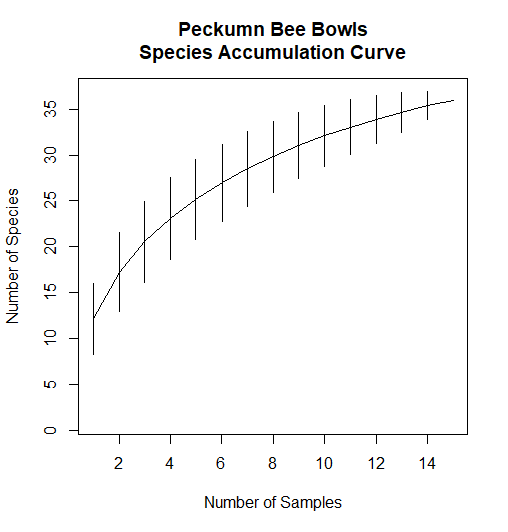 Peckumn Bee Bowls
Species Accumulation Curve
Number of Species
35
30
25
20
15
10
5
0
2 4 6 8 10 12 14
Number of Samples